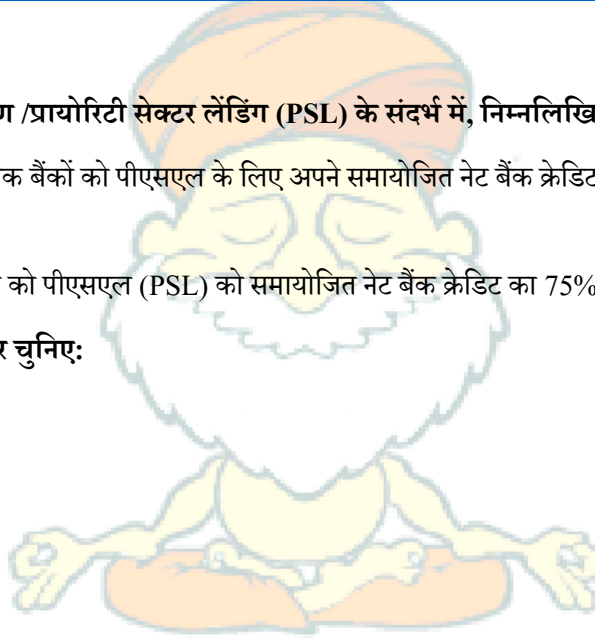 ण /प्रायोरिटी सेक्टर लेंडिंग (PSL) के संदर्भ में, निम्नलिखि
क बैंकों को पीएसएल के लिए अपने समायोजित नेट बैंक क्रेडिट
को पीएसएल (PSL) को समायोजित नेट बैंक क्रेडिट का 75%
र चुनिए: